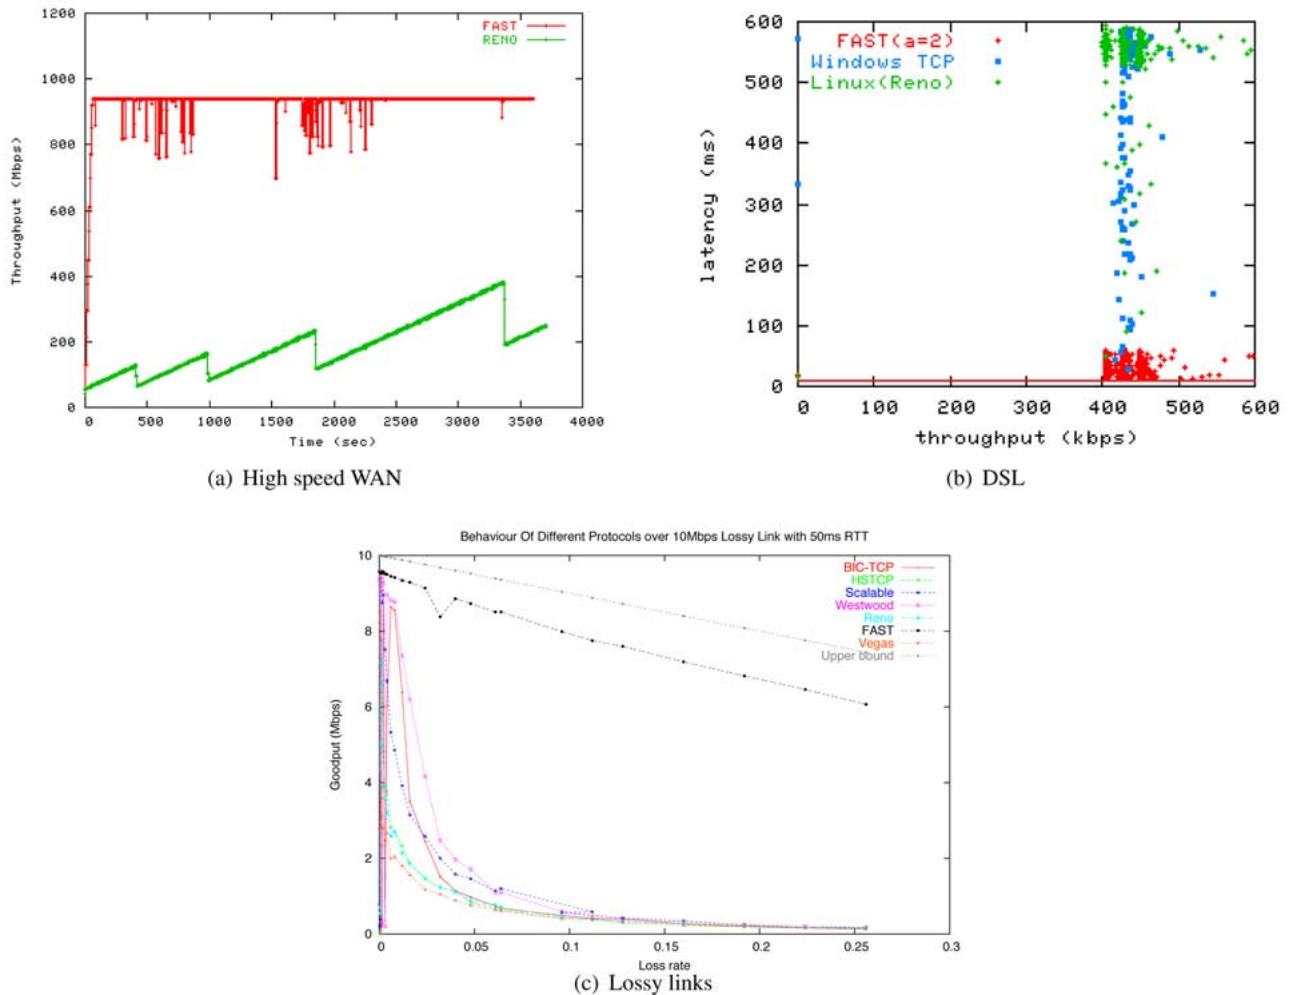 1200
1000
800
600
400
200
0
Throughput (Mbps)
FAST
RENO
0 500 1000 1500 2000 2500 3000 3500 4000
Time (sec)
(a) High speed WAN
600
500
400
300
200
100
0
latency (ms)
FAST(a=2)
Windows TCP
Linux(Reno)
0 100 200 300 400 500 600
throughput (kbps)
(b) DSL
Behaviour Of Different Protocols over 10Mbps Lossy Link with 50ms RTT
10
8
6
4
2
0
Goodput (Mbps)
BIC-TCP
HSTCP
Scalable
Westwood
Reno
FAST
Vegas
Upper bound
0 0.05 0.1 0.15 0.2 0.25 0.3
Loss rate
(c) Lossy links